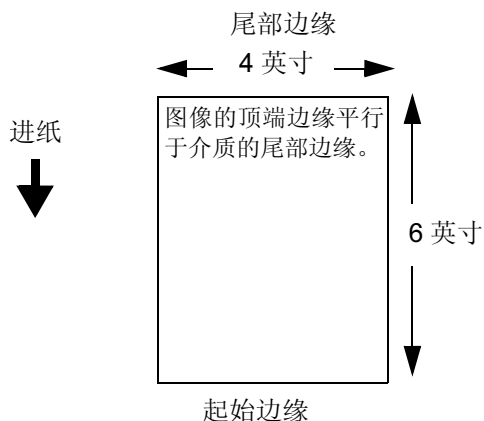 尾部边缘
4 英寸
图像的顶端边缘平行
于介质的尾部边缘。
进纸
6 英寸
起始边缘